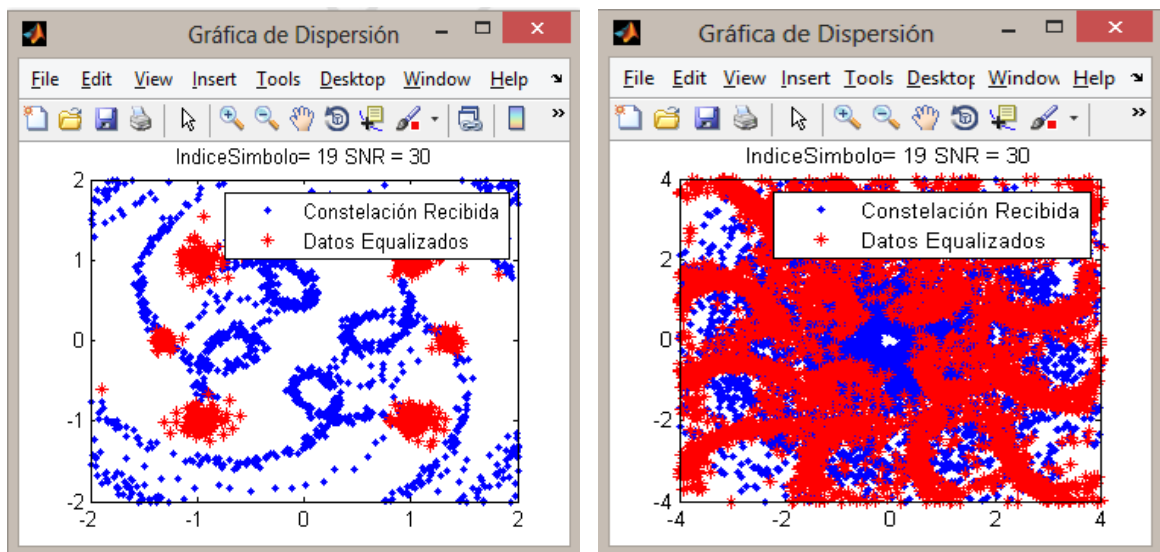 Gráfica de Dispersión
File Edit View Insert Tools Desktop Window Help
IndiceSimbolo= 19 SNR = 30
Constelación Recibida
Datos Equalizados
2
1
0
-1
-2
-2 -1 0 1 2
Gráfica de Dispersión
File Edit View Insert Tools Desktop Window Help
IndiceSimbolo= 19 SNR = 30
Constelación Recibida
Datos Equalizados
4
2
0
-2
-4
-4 -2 0 2 4